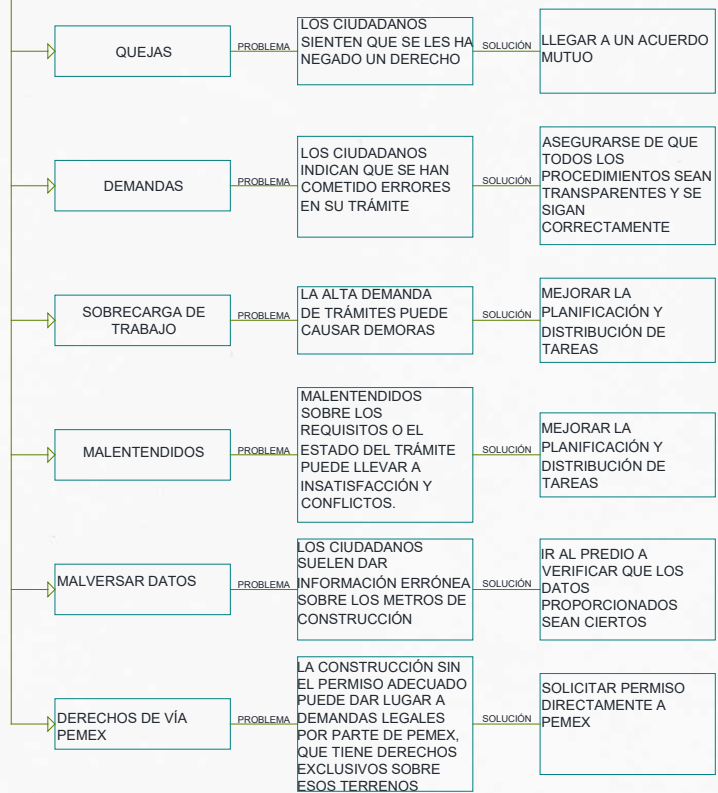 QUEJAS
PROBLEMA
LOS CIUDADANOS
SIENTEN QUE SE LES HA
NEGADO UN DERECHO
SOLUCIÓN
LLEGAR A UN ACUERDO
MUTUO
DEMANDAS
PROBLEMA
LOS CIUDADANOS
INDICAN QUE SE HAN
COMETIDO ERRORES
EN SU TRÁMITE
SOLUCIÓN
ASEGURARSE DE QUE
TODOS LOS
PROCEDIMIENTOS SEAN
TRANSPARENTES Y SE
SIGAN
CORRECTAMENTE
SOBRECARGA DE
TRABAJO
PROBLEMA
LA ALTA DEMANDA
DE TRÁMITES PUEDE
CAUSAR DEMORAS
SOLUCIÓN
MEJORAR LA
PLANIFICACIÓN Y
DISTRIBUCIÓN DE
TAREAS
MALENTENDIDOS
PROBLEMA
MALENTENDIDOS
SOBRE LOS
REQUISITOS O EL
ESTADO DEL TRÁMITE
PUEDE LLEVAR A
INSATISFACCIÓN Y
CONFLICTOS.
SOLUCIÓN
MEJORAR LA
PLANIFICACIÓN Y
DISTRIBUCIÓN DE
TAREAS
MALVERSAR DATOS
PROBLEMA
LOS CIUDADANOS
SUELEN DAR
INFORMACIÓN ERRÓNEA
SOBRE LOS METROS DE
CONSTRUCCIÓN
SOLUCIÓN
IR AL PREDIO A
VERIFICAR QUE LOS
DATOS
PROPORCIONADOS
SEAN CIERTOS
DERECHOS DE VÍA
PEMEX
PROBLEMA
LA CONSTRUCCIÓN SIN
EL PERMISO ADECUADO
PUEDE DAR LUGAR A
DEMANDAS LEGALES
POR PARTE DE PEMEX,
QUE TIENE DERECHOS
EXCLUSIVOS SOBRE
ESOS TERRENOS
SOLUCIÓN
SOLICITAR PERMISO
DIRECTAMENTE A
PEMEX